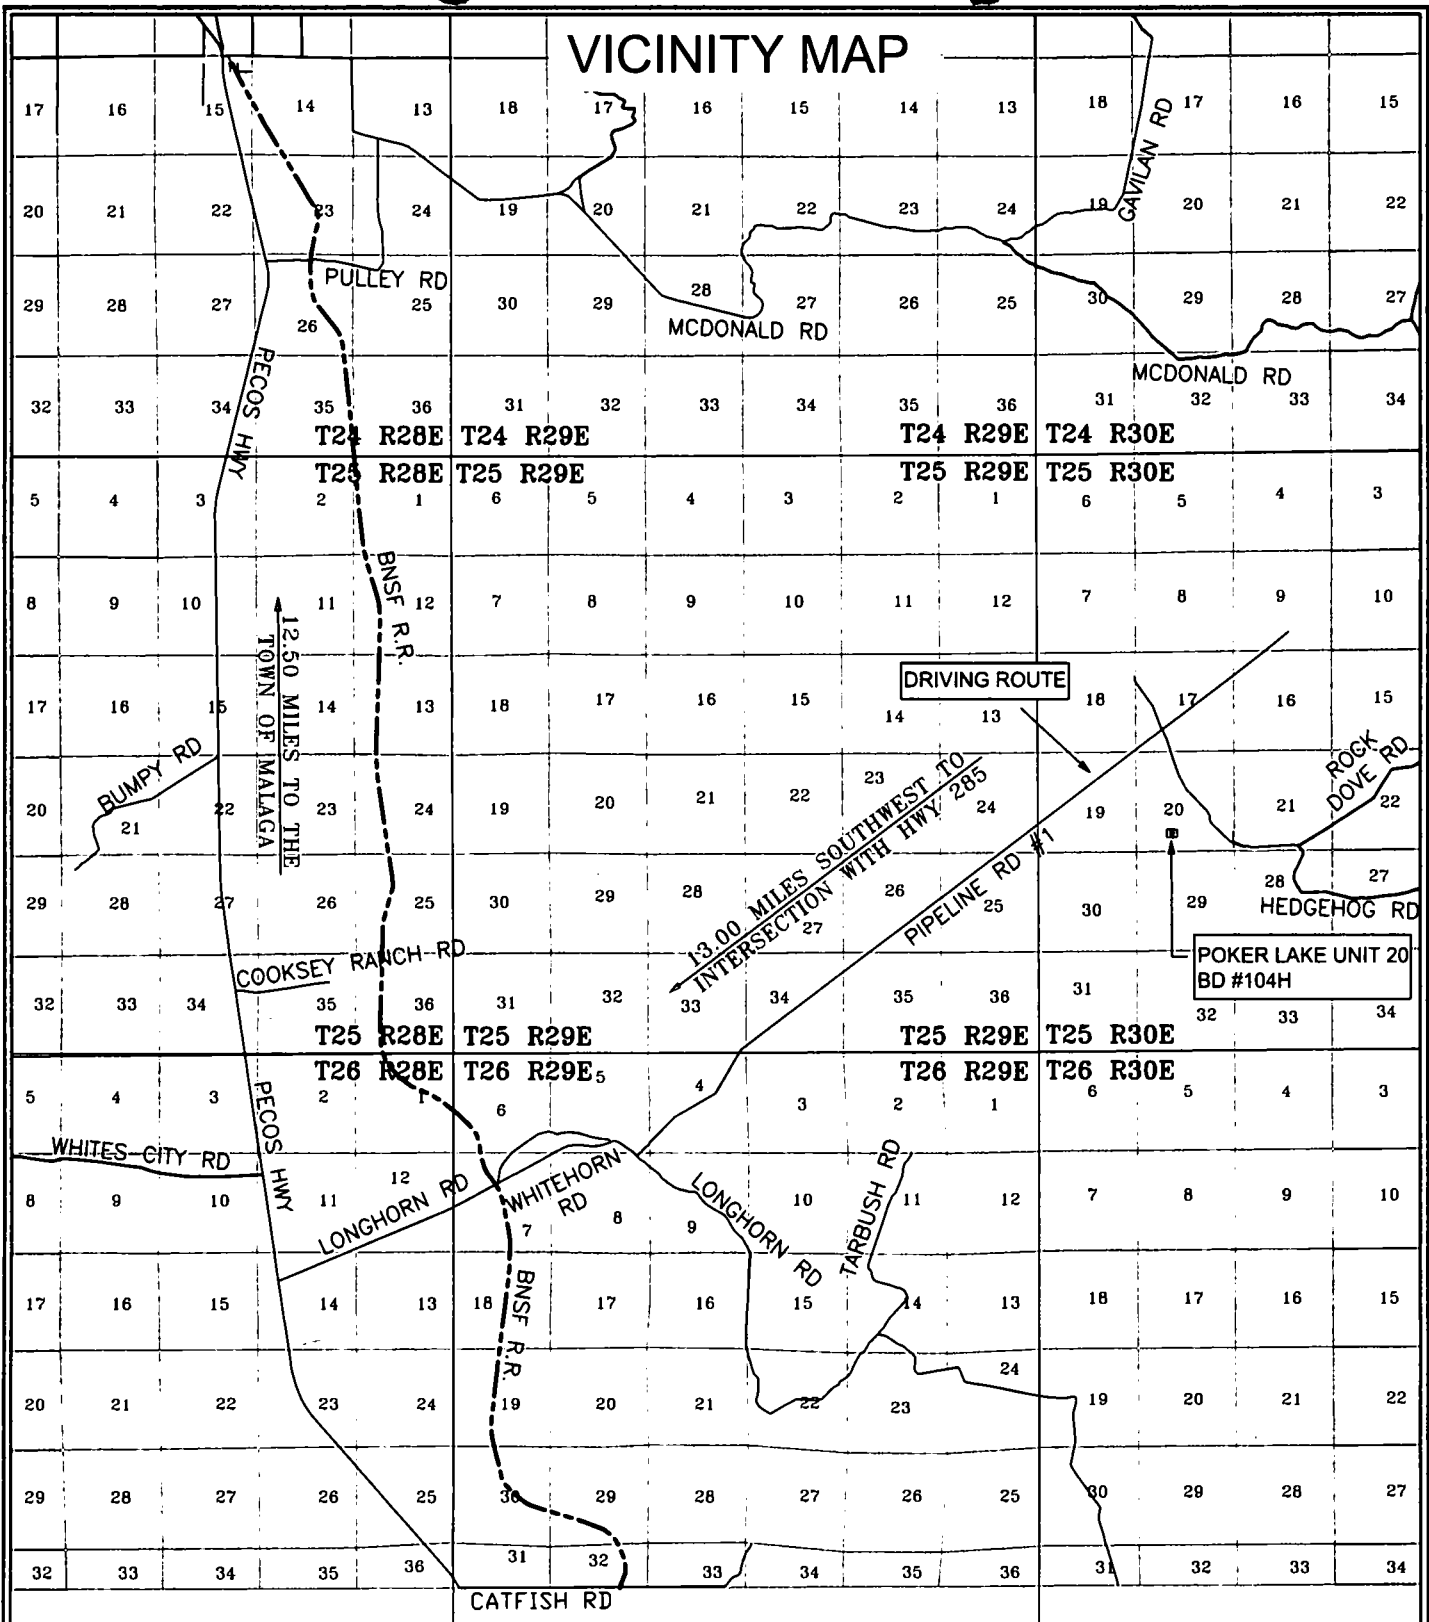 VICINITY MAP
17 16 15 14 13 18 17 16 15 14 13 18 17 16 15
GAVILAN RD
20 21 22 23 24 19 20 21 22 23 24 19 20 21 22
PULLEY RD
29 28 27 26 25 30 29 28 27 26 25 30 29 28 27
MCDONALD RD
MCDONALD RD
PECOS HWY
32 33 34 35 36 31 32 33 34 35 36 31 32 33 34
T24 R28E T24 R29E T24 R29E T24 R30E
T25 R28E T25 R29E T25 R29E T25 R30E
5 4 3 2 1 6 5 4 3 2 1 6 5 4 3
BNSF R.R.
8 9 10 11 12 7 8 9 10 11 12 7 8 9 10
12.50 MILES TO THE
TOWN OF MALAGA
DRIVING ROUTE
17 16 15 14 13 18 17 16 15 14 13 18 17 16 15
BUMPY RD
ROCK
DOVE RD
20 21 22 23 24 19 20 21 22 23 24 19 20 21 22
13.00 MILES SOUTHWEST TO
INTERSECTION WITH HWY 285
PIPELINE RD #1
29 28 27 26 25 30 29 28 27 26 25 30 29 28 27
HEDGEHOG RD
COOKSEY RANCH RD
POKER LAKE UNIT 20
BD #104H
32 33 34 35 36 31 32 33 34 35 36 31 32 33 34
T25 R28E T25 R29E T25 R29E T25 R30E
T26 R28E T26 R29E T26 R29E T26 R30E
5 4 3 2 1 6 5 4 3 2 1 6 5 4 3
PECOS HWY
WHITES CITY RD
LONGHORN RD
WHITEHORN
RD
LONGHORN RD
TARBUSH RD
8 9 10 11 12 7 8 9 10 11 12 7 8 9 10
17 16 15 14 13 18 17 16 15 14 13 18 17 16 15
BNSF R.R.
20 21 22 23 24 19 20 21 22 23 24 19 20 21 22
29 28 27 26 25 30 29 28 27 26 25 30 29 28 27
32 33 34 35 36 31 32 33 34 35 36 31 32 33 34
CATFISH RD